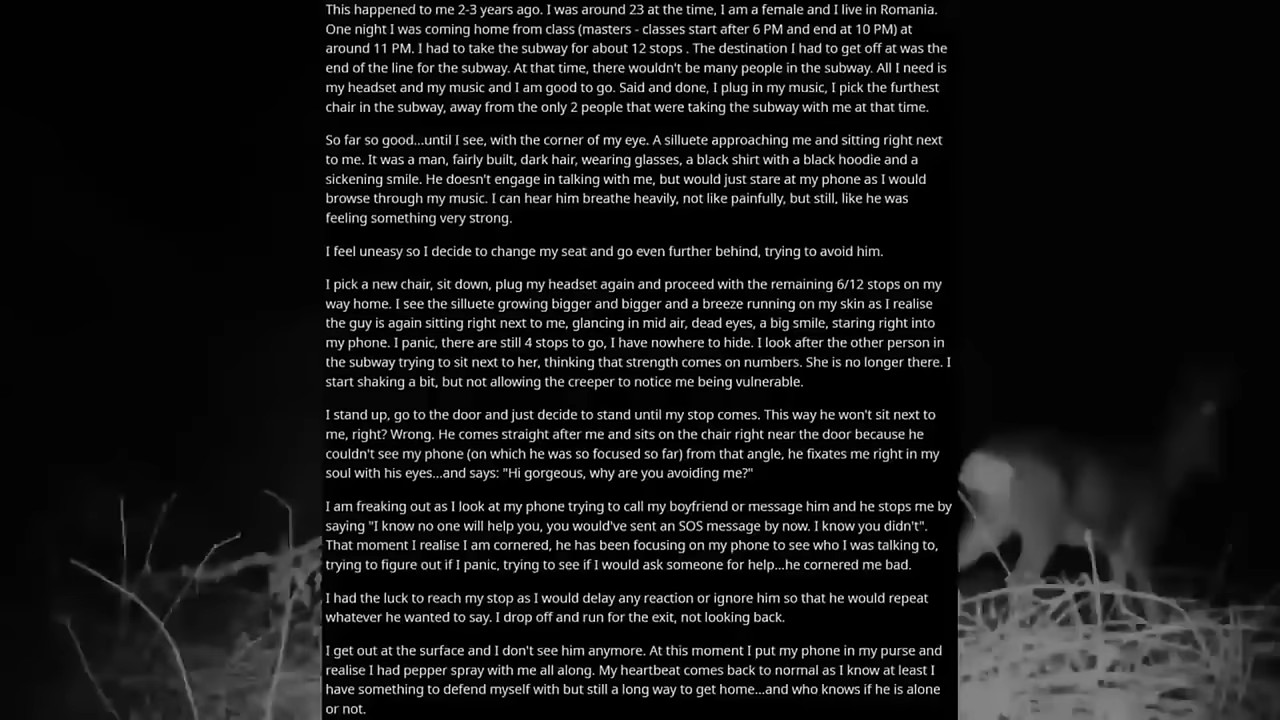 This happened to me 2-3 years ago. I was around 23 at the time, I am a female and I live in Romania.
One night I was coming home from class (masters - classes start after 6 PM and end at 10 PM) at
around 11 PM. I had to take the subway for about 12 stops . The destination I had to get off at was the
end of the line for the subway. At that time, there wouldn't be many people in the subway. All I need is
my headset and my music and I am good to go. Said and done, I plug in my music, I pick the furthest
chair in the subway, away from the only 2 people that were taking the subway with me at that time.
So far so good...until I see, with the corner of my eye. A silluete approaching me and sitting right next
to me. It was a man, fairly built, dark hair, wearing glasses, a black shirt with a black hoodie and a
sickening smile. He doesn't engage in talking with me, but would just stare at my phone as I would
browse through my music. I can hear him breathe heavily, not like painfully, but still, like he was
feeling something very strong.
I feel uneasy so I decide to change my seat and go even further behind, trying to avoid him.
I pick a new chair, sit down, plug my headset again and proceed with the remaining 6/12 stops on my
way home. I see the silluete growing bigger and bigger and a breeze running on my skin as I realise
the guy is again sitting right next to me, glancing in mid air, dead eyes, a big smile, staring right into
my phone. I panic, there are still 4 stops to go, I have nowhere to hide. I look after the other person in
the subway trying to sit next to her, thinking that strength comes on numbers. She is no longer there. I
start shaking a bit, but not allowing the creeper to notice me being vulnerable.
I stand up, go to the door and just decide to stand until my stop comes. This way he won't sit next to
me, right? Wrong. He comes straight after me and sits on the chair right near the door because he
couldn't see my phone (on which he was so focused so far) from that angle, he fixates me right in my
soul with his eyes...and says: "Hi gorgeous, why are you avoiding me?"
I am freaking out as I look at my phone trying to call my boyfriend or message him and he stops me by
saying "I know no one will help you, you would've sent an SOS message by now. I know you didn't".
That moment I realise I am cornered, he has been focusing on my phone to see who I was talking to,
trying to figure out if I panic, trying to see if I would ask someone for help...he cornered me bad.
I had the luck to reach my stop as I would delay any reaction or ignore him so that he would repeat
whatever he wanted to say. I drop off and run for the exit, not looking back.
I get out at the surface and I don't see him anymore. At this moment I put my phone in my purse and
realise I had pepper spray with me all along. My heartbeat comes back to normal as I know at least I
have something to defend myself with but still a long way to get home...and who knows if he is alone
or not.